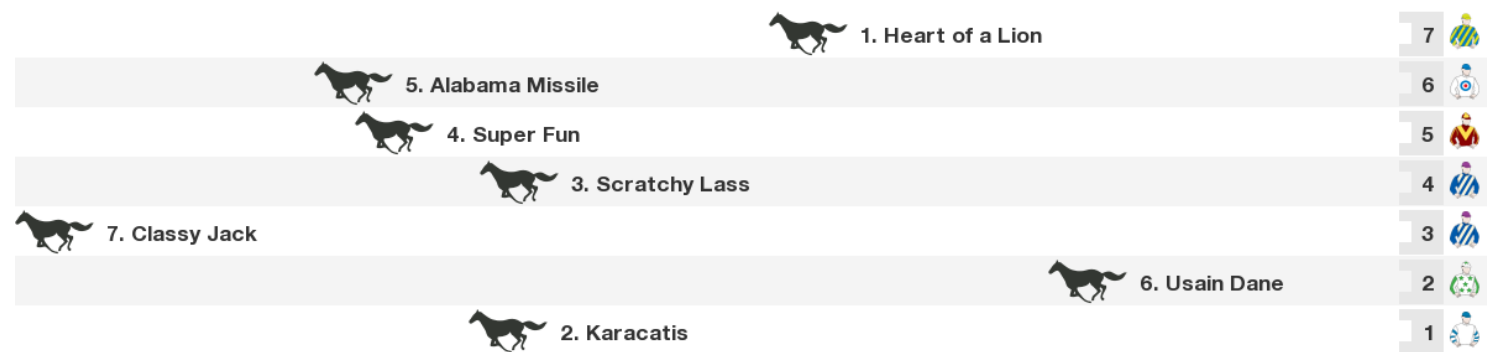 1. Heart of a Lion 7
5. Alabama Missile 6
4. Super Fun 5
3. Scratchy Lass 4
7. Classy Jack 3
6. Usain Dane 2
2. Karacatis 1